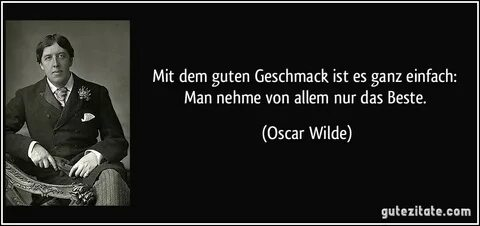 Mit dem guten Geschmack ist es ganz einfach:
Man nehme von allem nur das Beste.
(Oscar Wilde)
gutezitate.com